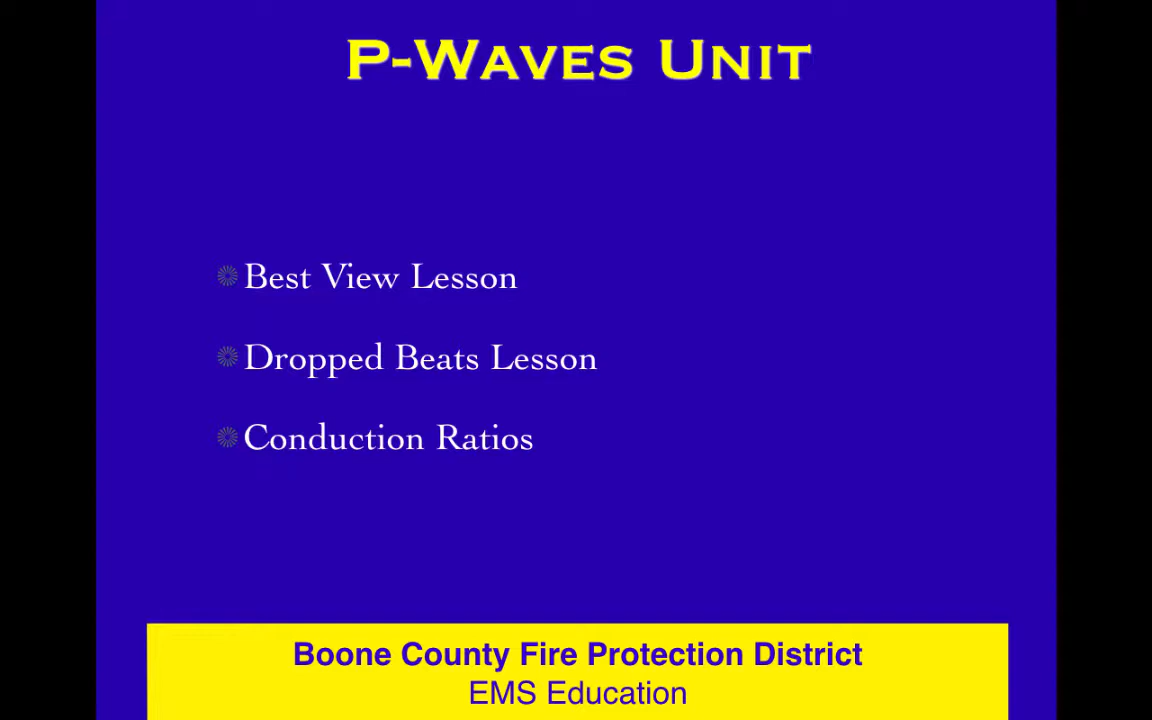 P-Waves Unit
Best View Lesson
Dropped Beats Lesson
Conduction Ratios
Boone County Fire Protection District
EMS Education